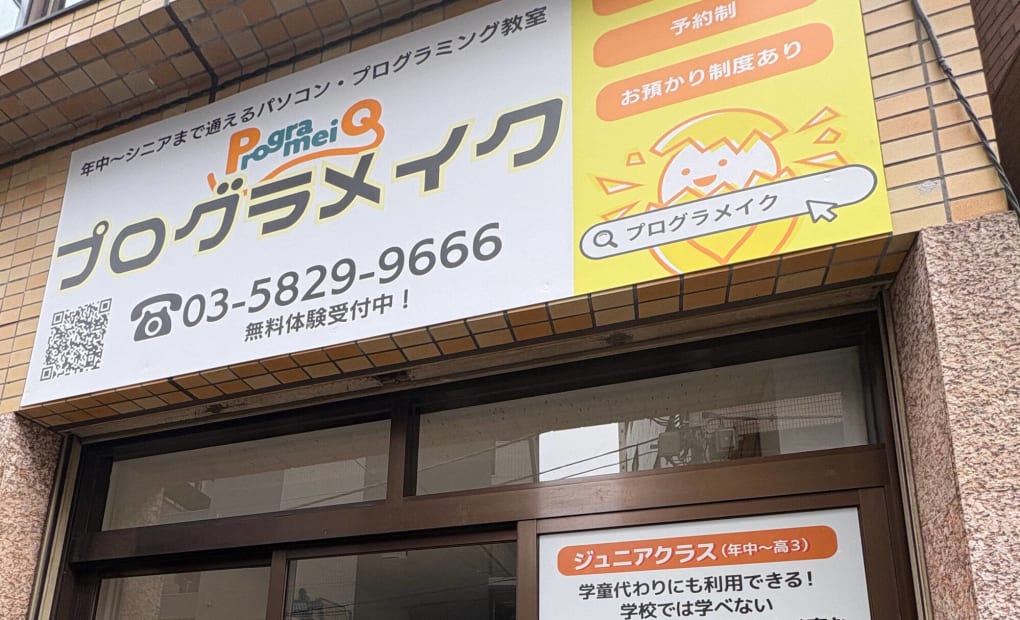 年中～シニアまで通えるパソコン・プログラミング教室
Progra
meiQ
プログラメイク
03-5829-9666
無料体験受付中！
予約制
お預かり制度あり
プログラメイク
ジュニアクラス（年中～高３）
学童代わりにも利用できる！
学校では学べない